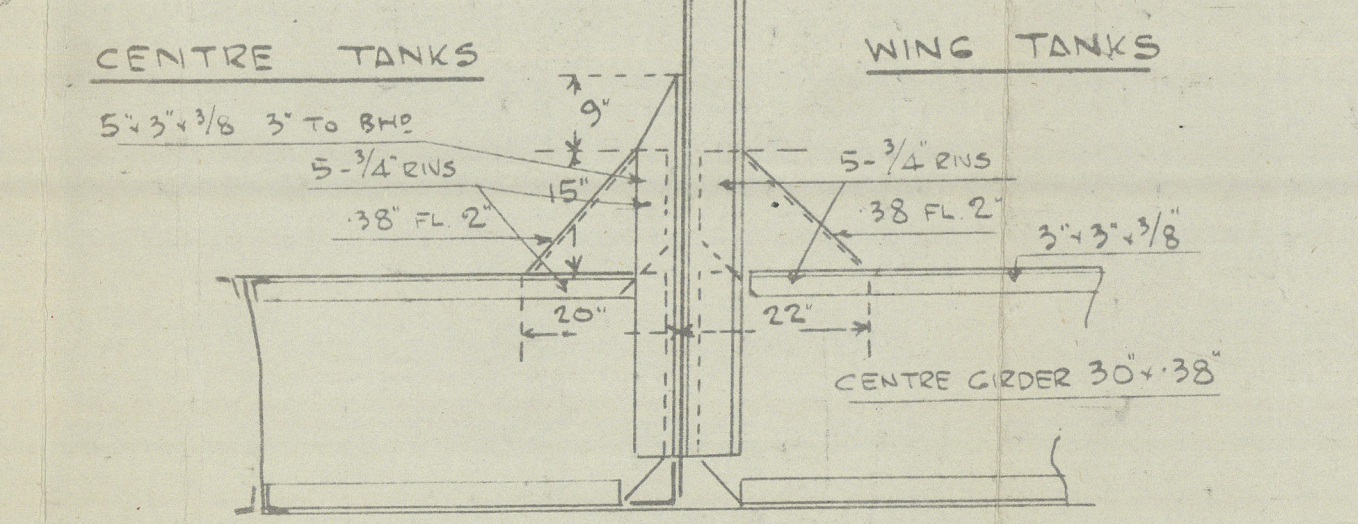 CENTRE TANKS
WING TANKS
5"x3"x3/8 3" TO BHD
9"
5-3/4" RIVS
15"
.38" FL. 2"
5-3/4" RIVS
.38 FL. 2"
3"x3"x3/8"
20"
22"
CENTRE GIRDER 30"x.38"